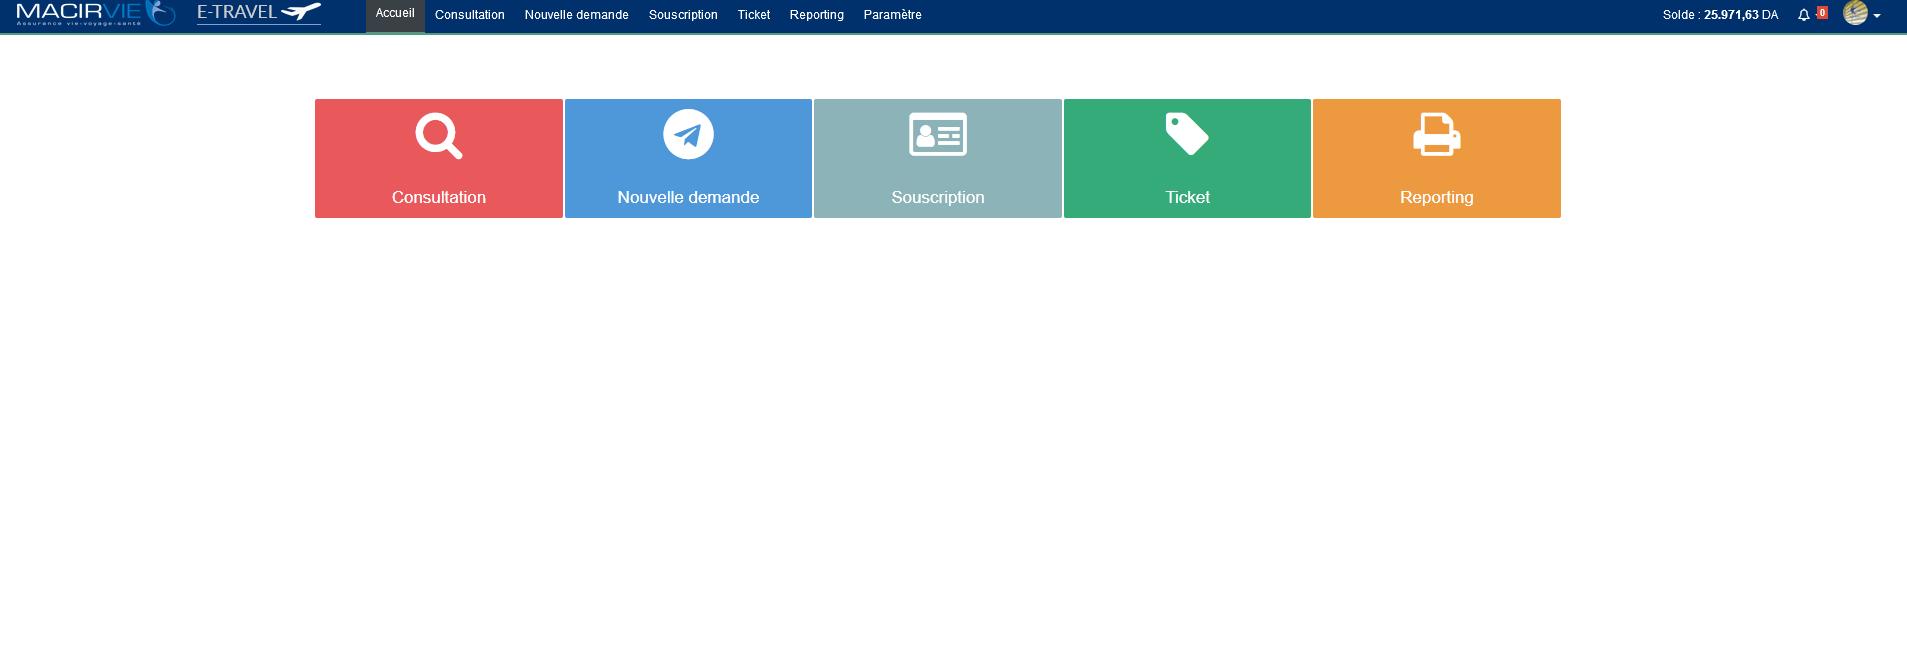 MACIRVIE
Assurance vie-voyage-santé
E-TRAVEL
Accueil
Consultation
Nouvelle demande
Souscription
Ticket
Reporting
Paramètre
Solde : 25.971,63 DA
0
Consultation
Nouvelle demande
Souscription
Ticket
Reporting